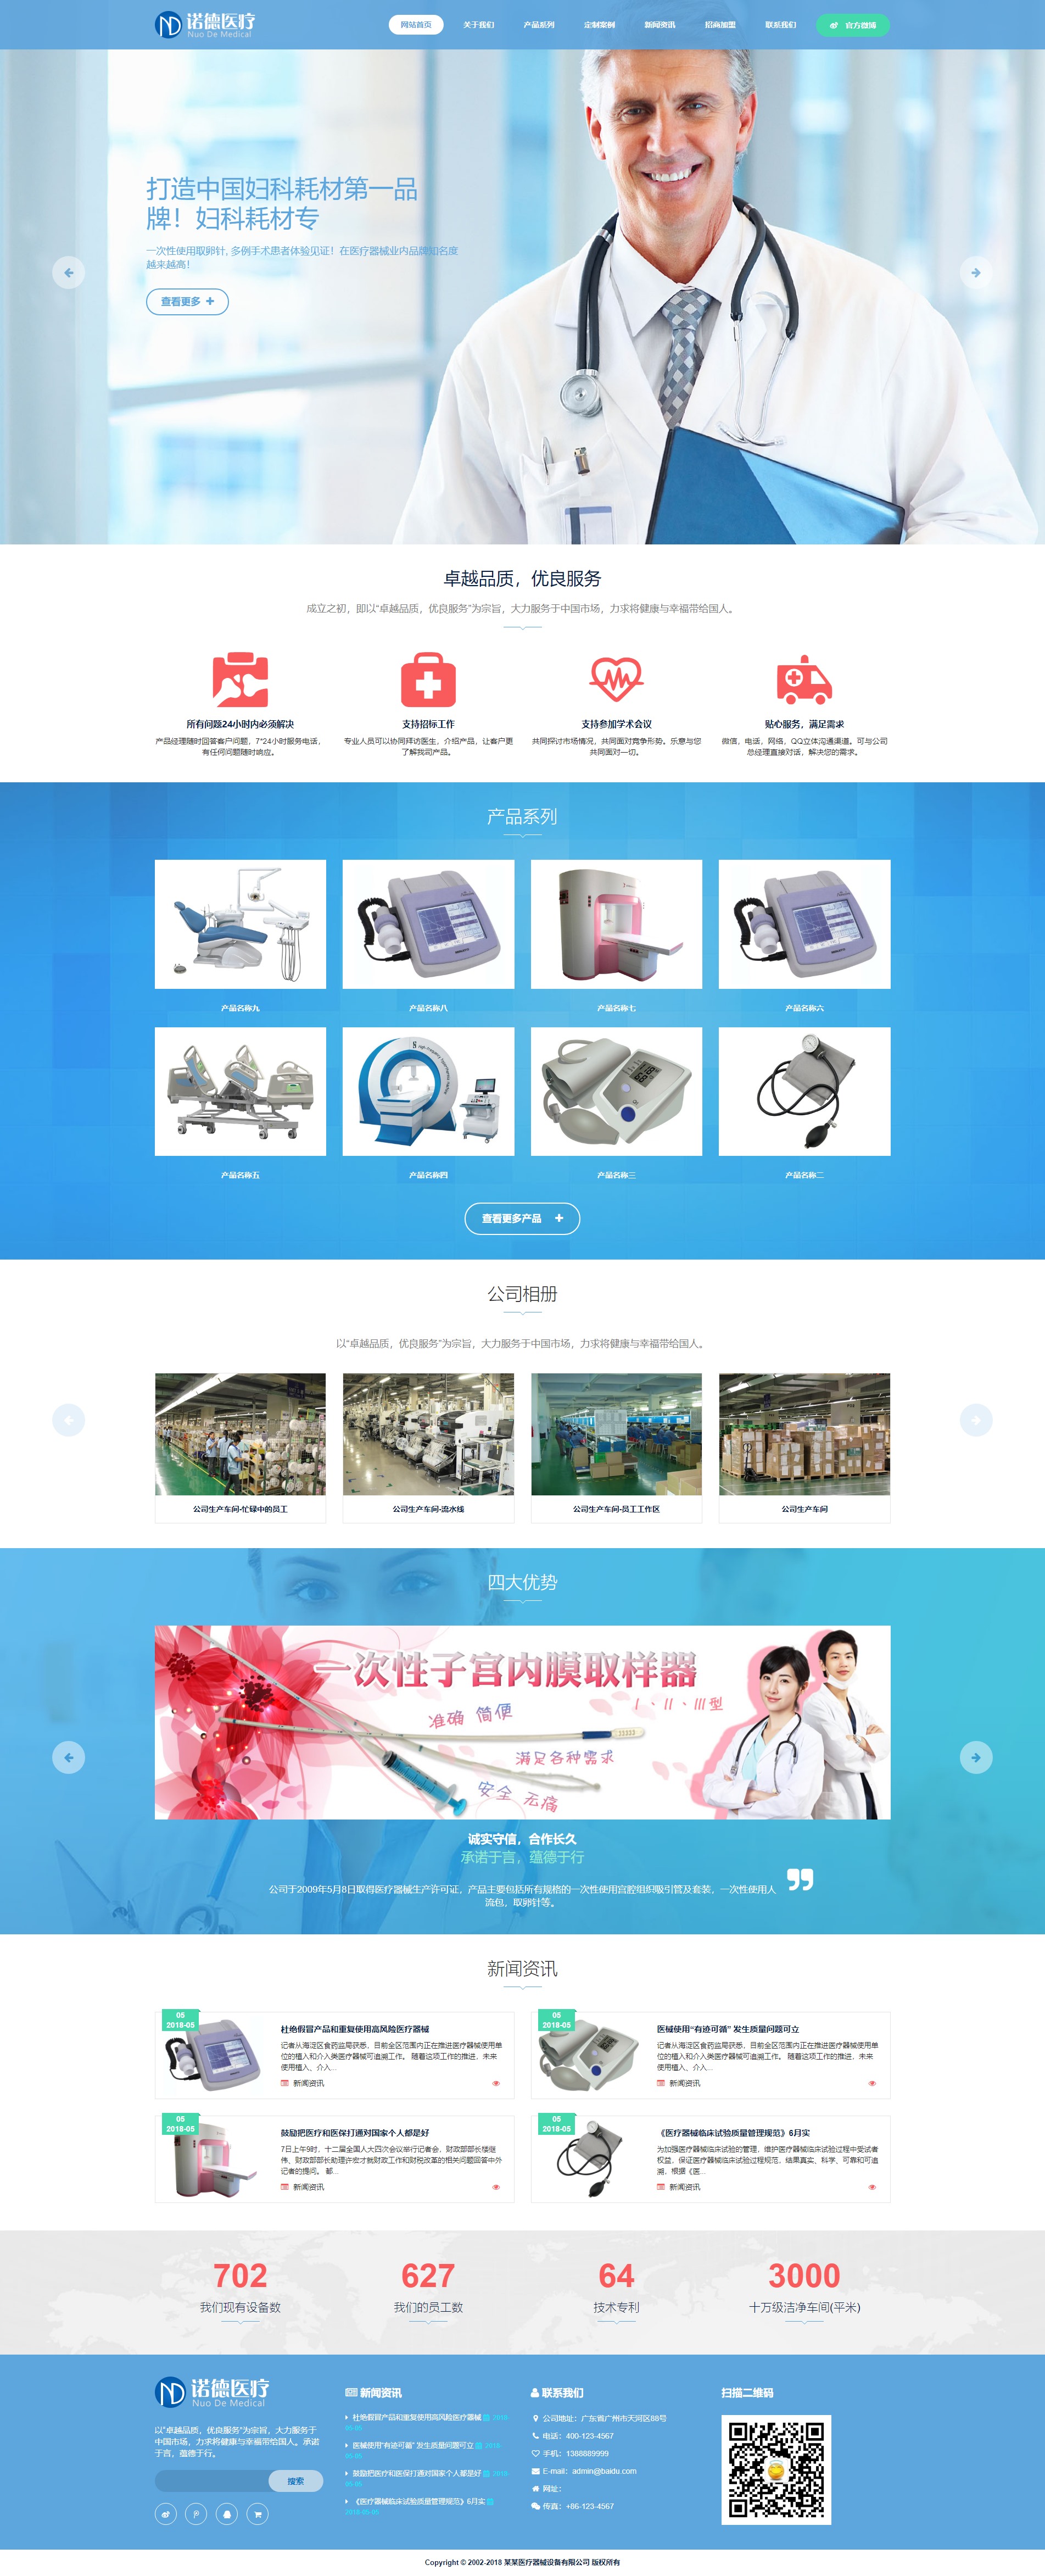 诺德医疗
Nuo De Medical
网站首页 关于我们 产品系列 定制案例 新闻资讯 招商加盟 联系我们 官方微博
打造中国妇科耗材第一品
牌！妇科耗材专
一次性使用取卵针, 多例手术患者体验见证！在医疗器械业内品牌知名度
越来越高！
查看更多
卓越品质，优良服务
成立之初，即以“卓越品质，优良服务”为宗旨，大力服务于中国市场，力求将健康与幸福带给国人。
所有问题24小时内必须解决
产品经理随时回答客户问题，7*24小时服务电话，
有任何问题随时响应。
支持招标工作
专业人员可以协同拜访医生，介绍产品，让客户更
了解我司产品。
支持参加学术会议
共同探讨市场情况，共同面对竞争形势。乐意与您
共同面对一切。
贴心服务，满足需求
微信，电话，网络，QQ立体沟通渠道。可与公司
总经理直接对话，解决您的需求。
产品系列
产品名称九
产品名称八
产品名称七
产品名称六
产品名称五
产品名称四
产品名称三
产品名称二
查看更多产品
公司相册
以“卓越品质，优良服务”为宗旨，大力服务于中国市场，力求将健康与幸福带给国人。
公司生产车间-忙碌中的员工
公司生产车间-流水线
公司生产车间-员工工作区
公司生产车间
四大优势
一次性子宫内膜取样器
I、II、III型
准确 简便
满足各种需求
安全 无痛
诚实守信，合作长久
承诺于言，蕴德于行
公司于2009年5月8日取得医疗器械生产许可证，产品主要包括所有规格的一次性使用宫腔组织吸引管及套装，一次性使用人
流包，取卵针等。
新闻资讯
05
2018-05
杜绝假冒产品和重复使用高风险医疗器械
记者从海淀区食药监局获悉，目前全区范围内正在推进医疗器械使用单
位的植入和介入类医疗器械可追溯工作。 随着这项工作的推进，未来
使用植入、介入...
新闻资讯
05
2018-05
医械使用“有迹可循” 发生质量问题可立
记者从海淀区食药监局获悉，目前全区范围内正在推进医疗器械使用单
位的植入和介入类医疗器械可追溯工作。 随着这项工作的推进，未来
使用植入、介入...
新闻资讯
05
2018-05
鼓励把医疗和医保打通对国家个人都是好
7日上午9时，十二届全国人大四次会议举行记者会，财政部部长楼继
伟、财政部部长助理许宏才就财政工作和财税改革的相关问题回答中外
记者的提问。 都...
新闻资讯
05
2018-05
《医疗器械临床试验质量管理规范》6月实
为加强医疗器械临床试验的管理，维护医疗器械临床试验过程中受试者
权益，保证医疗器械临床试验过程规范，结果真实、科学、可靠和可追
溯，根据《医...
新闻资讯
702
我们现有设备数
627
我们的员工数
64
技术专利
3000
十万级洁净车间(平米)
诺德医疗
Nuo De Medical
以“卓越品质，优良服务”为宗旨，大力服务于
中国市场，力求将健康与幸福带给国人。承诺
于言，蕴德于行。
搜索
新闻资讯
杜绝假冒产品和重复使用高风险医疗器械 2018-
05-05
医械使用“有迹可循” 发生质量问题可立 2018-
05-05
鼓励把医疗和医保打通对国家个人都是好 2018-
05-05
《医疗器械临床试验质量管理规范》6月实
2018-05-05
联系我们
公司地址：广东省广州市天河区88号
电话：400-123-4567
手机：1388889999
E-mail：admin@baidu.com
网址：
传真：+86-123-4567
扫描二维码
Copyright © 2002-2018 某某医疗器械设备有限公司 版权所有